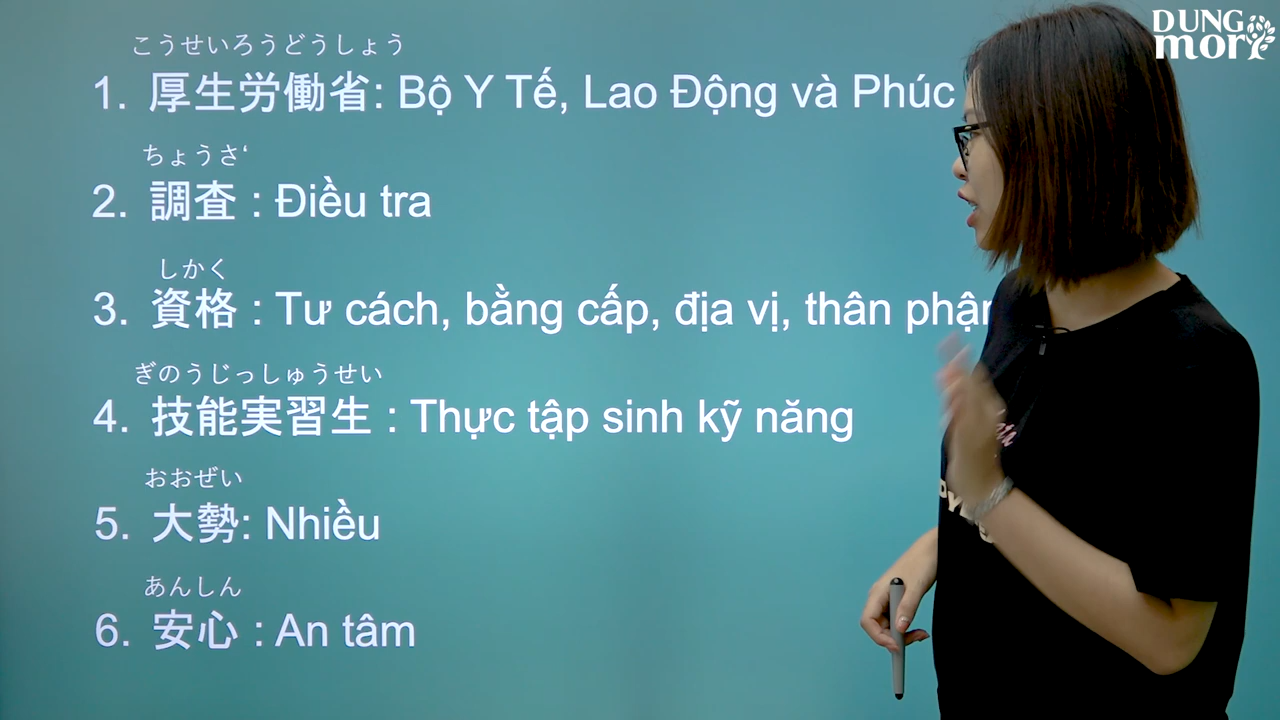 DUNG
mori
こうせいろうどうしょう
1. 厚生労働省: Bộ Y Tế, Lao Động và Phúc
ちょうさ‘
2. 調査 : Điều tra
しかく
3. 資格 : Tư cách, bằng cấp, địa vị, thân phận
ぎのうじっしゅうせい
4. 技能実習生 : Thực tập sinh kỹ năng
おおぜい
5. 大勢: Nhiều
あんしん
6. 安心 : An tâm